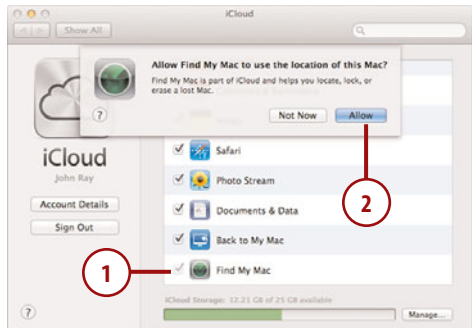 iCloud
Show All
Allow Find My Mac to use the location of this Mac?
Find My Mac is part of iCloud and helps you locate, lock, or
erase a lost Mac.
?
Not Now
Allow
iCloud
John Ray
Account Details
Sign Out
Safari
Photo Stream
Documents & Data
Back to My Mac
Find My Mac
1
2
iCloud Storage: 12.21 GB of 25 GB available
Manage...
?